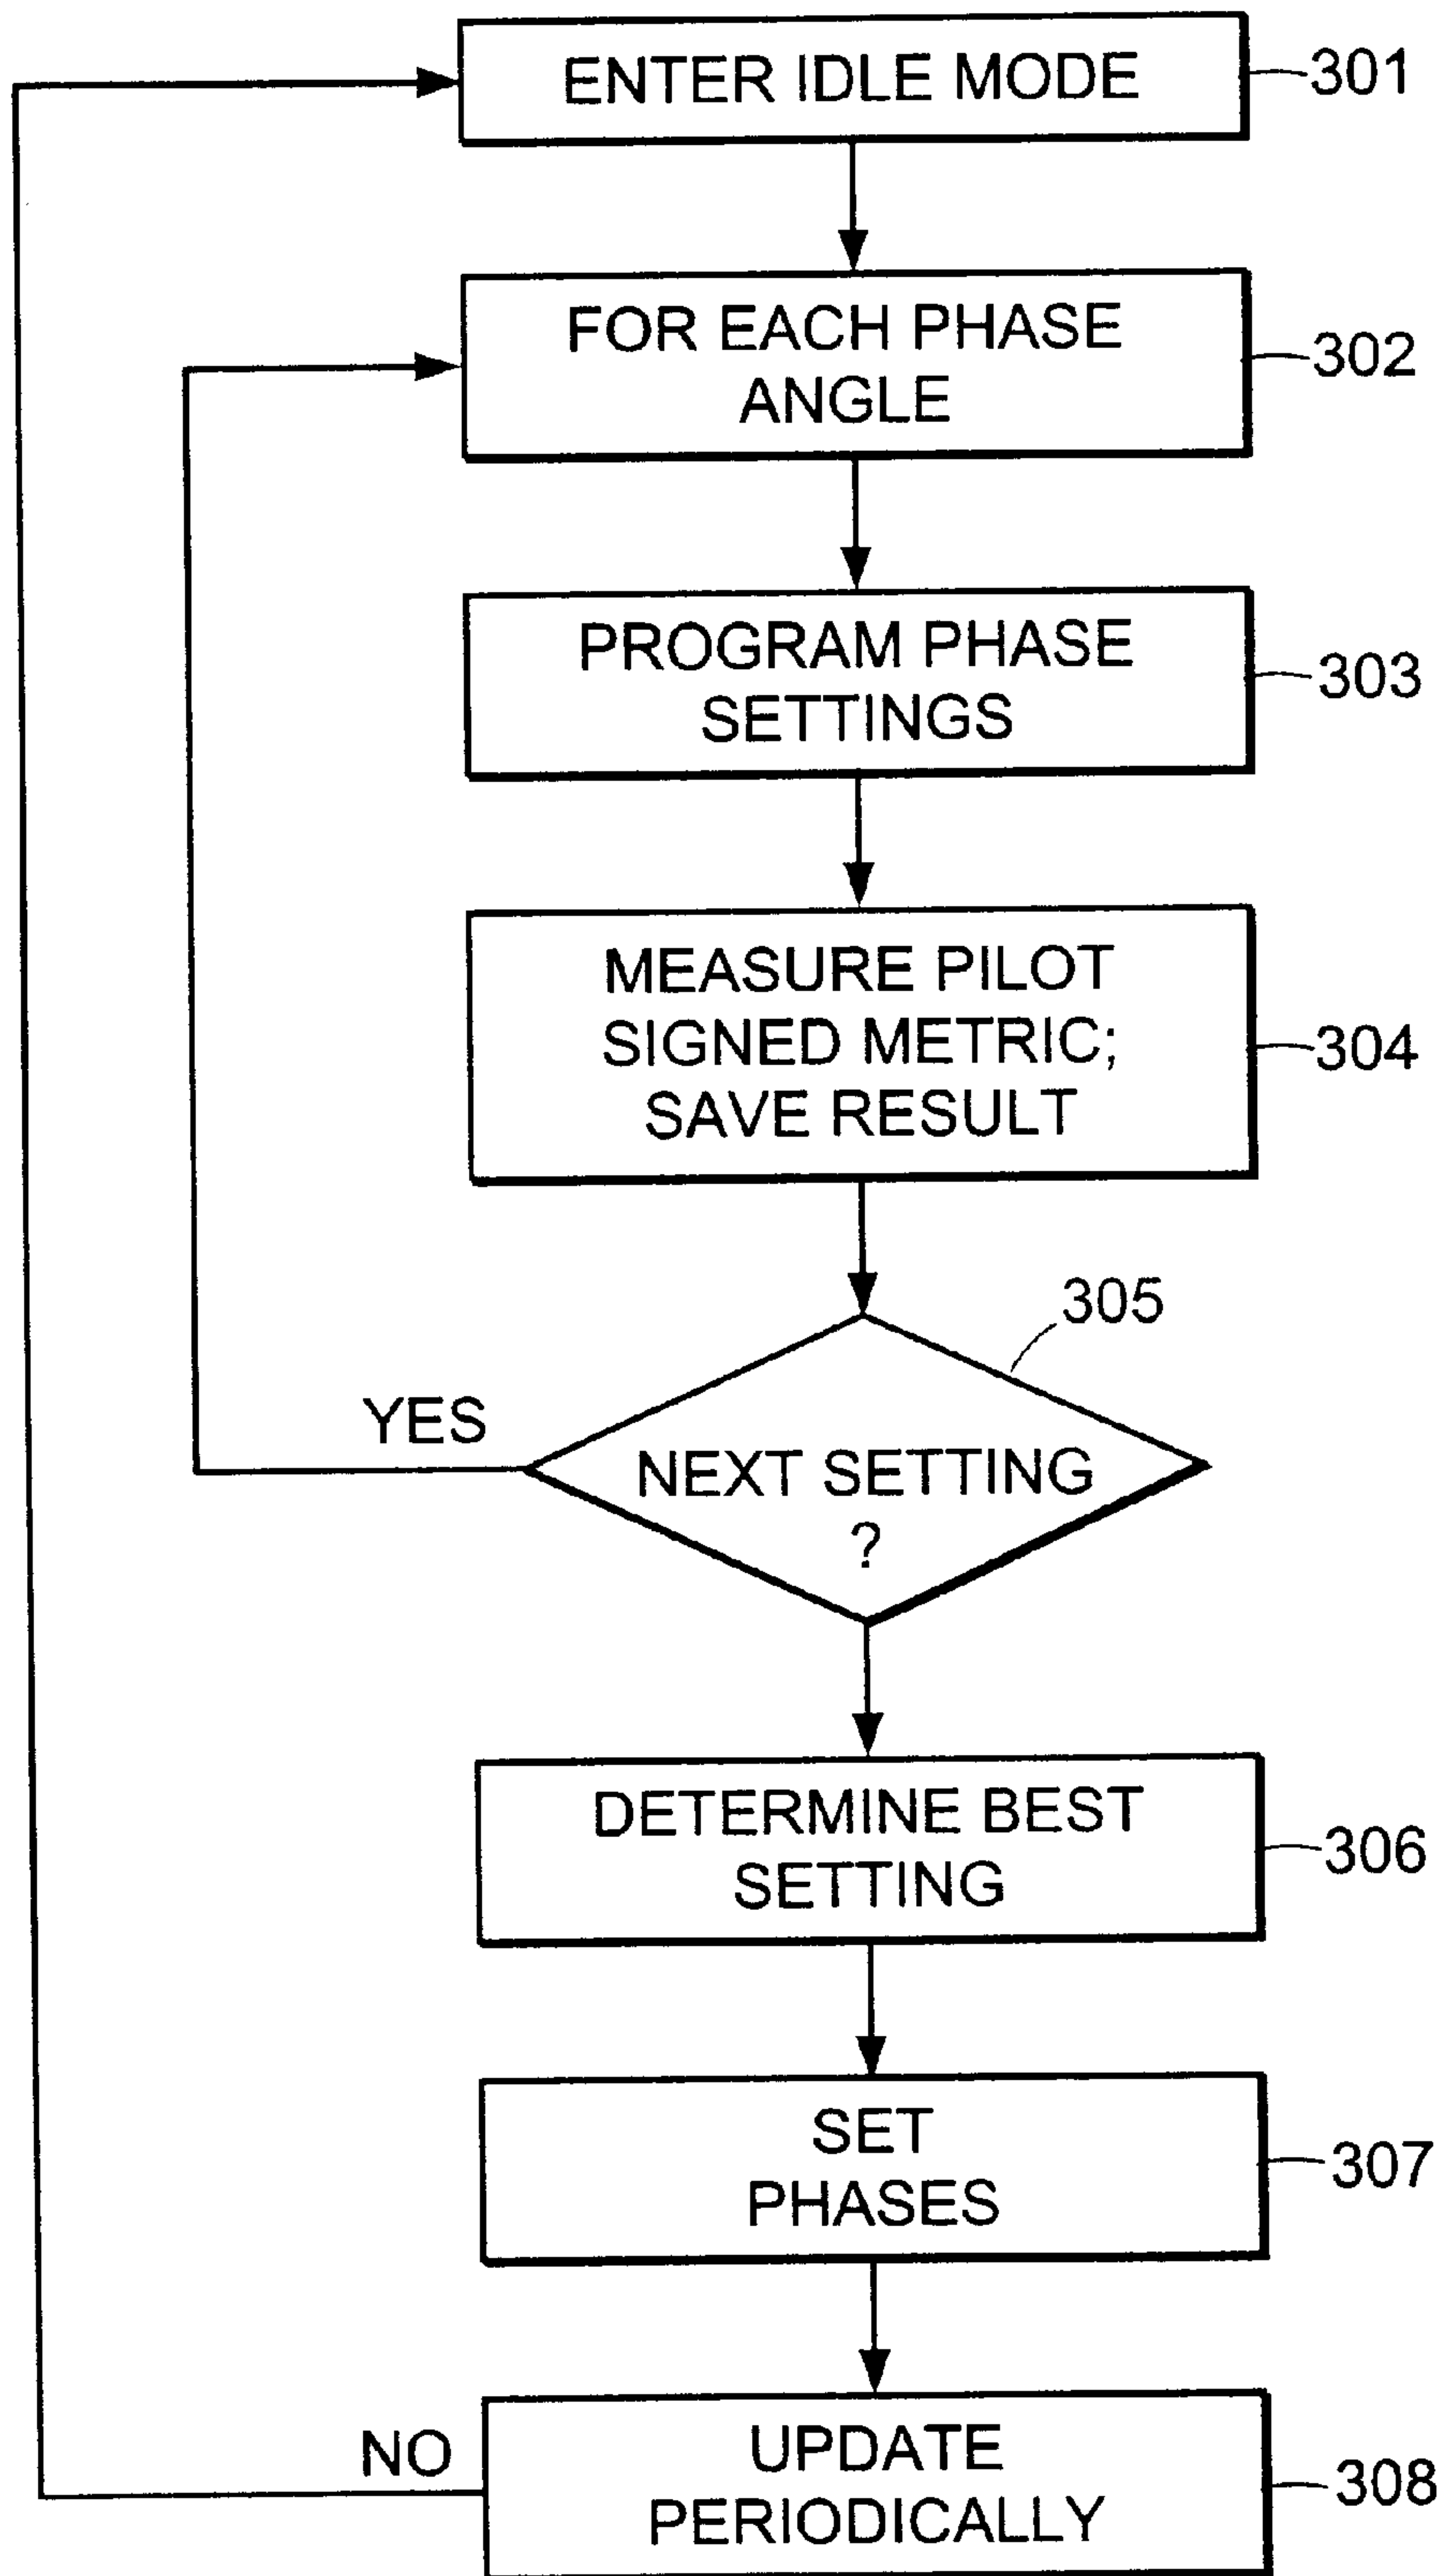 ENTER IDLE MODE
301
FOR EACH PHASE
ANGLE
302
PROGRAM PHASE
SETTINGS
303
MEASURE PILOT
SIGNED METRIC;
SAVE RESULT
304
305
YES
NEXT SETTING
?
DETERMINE BEST
SETTING
306
SET
PHASES
307
NO
UPDATE
PERIODICALLY
308